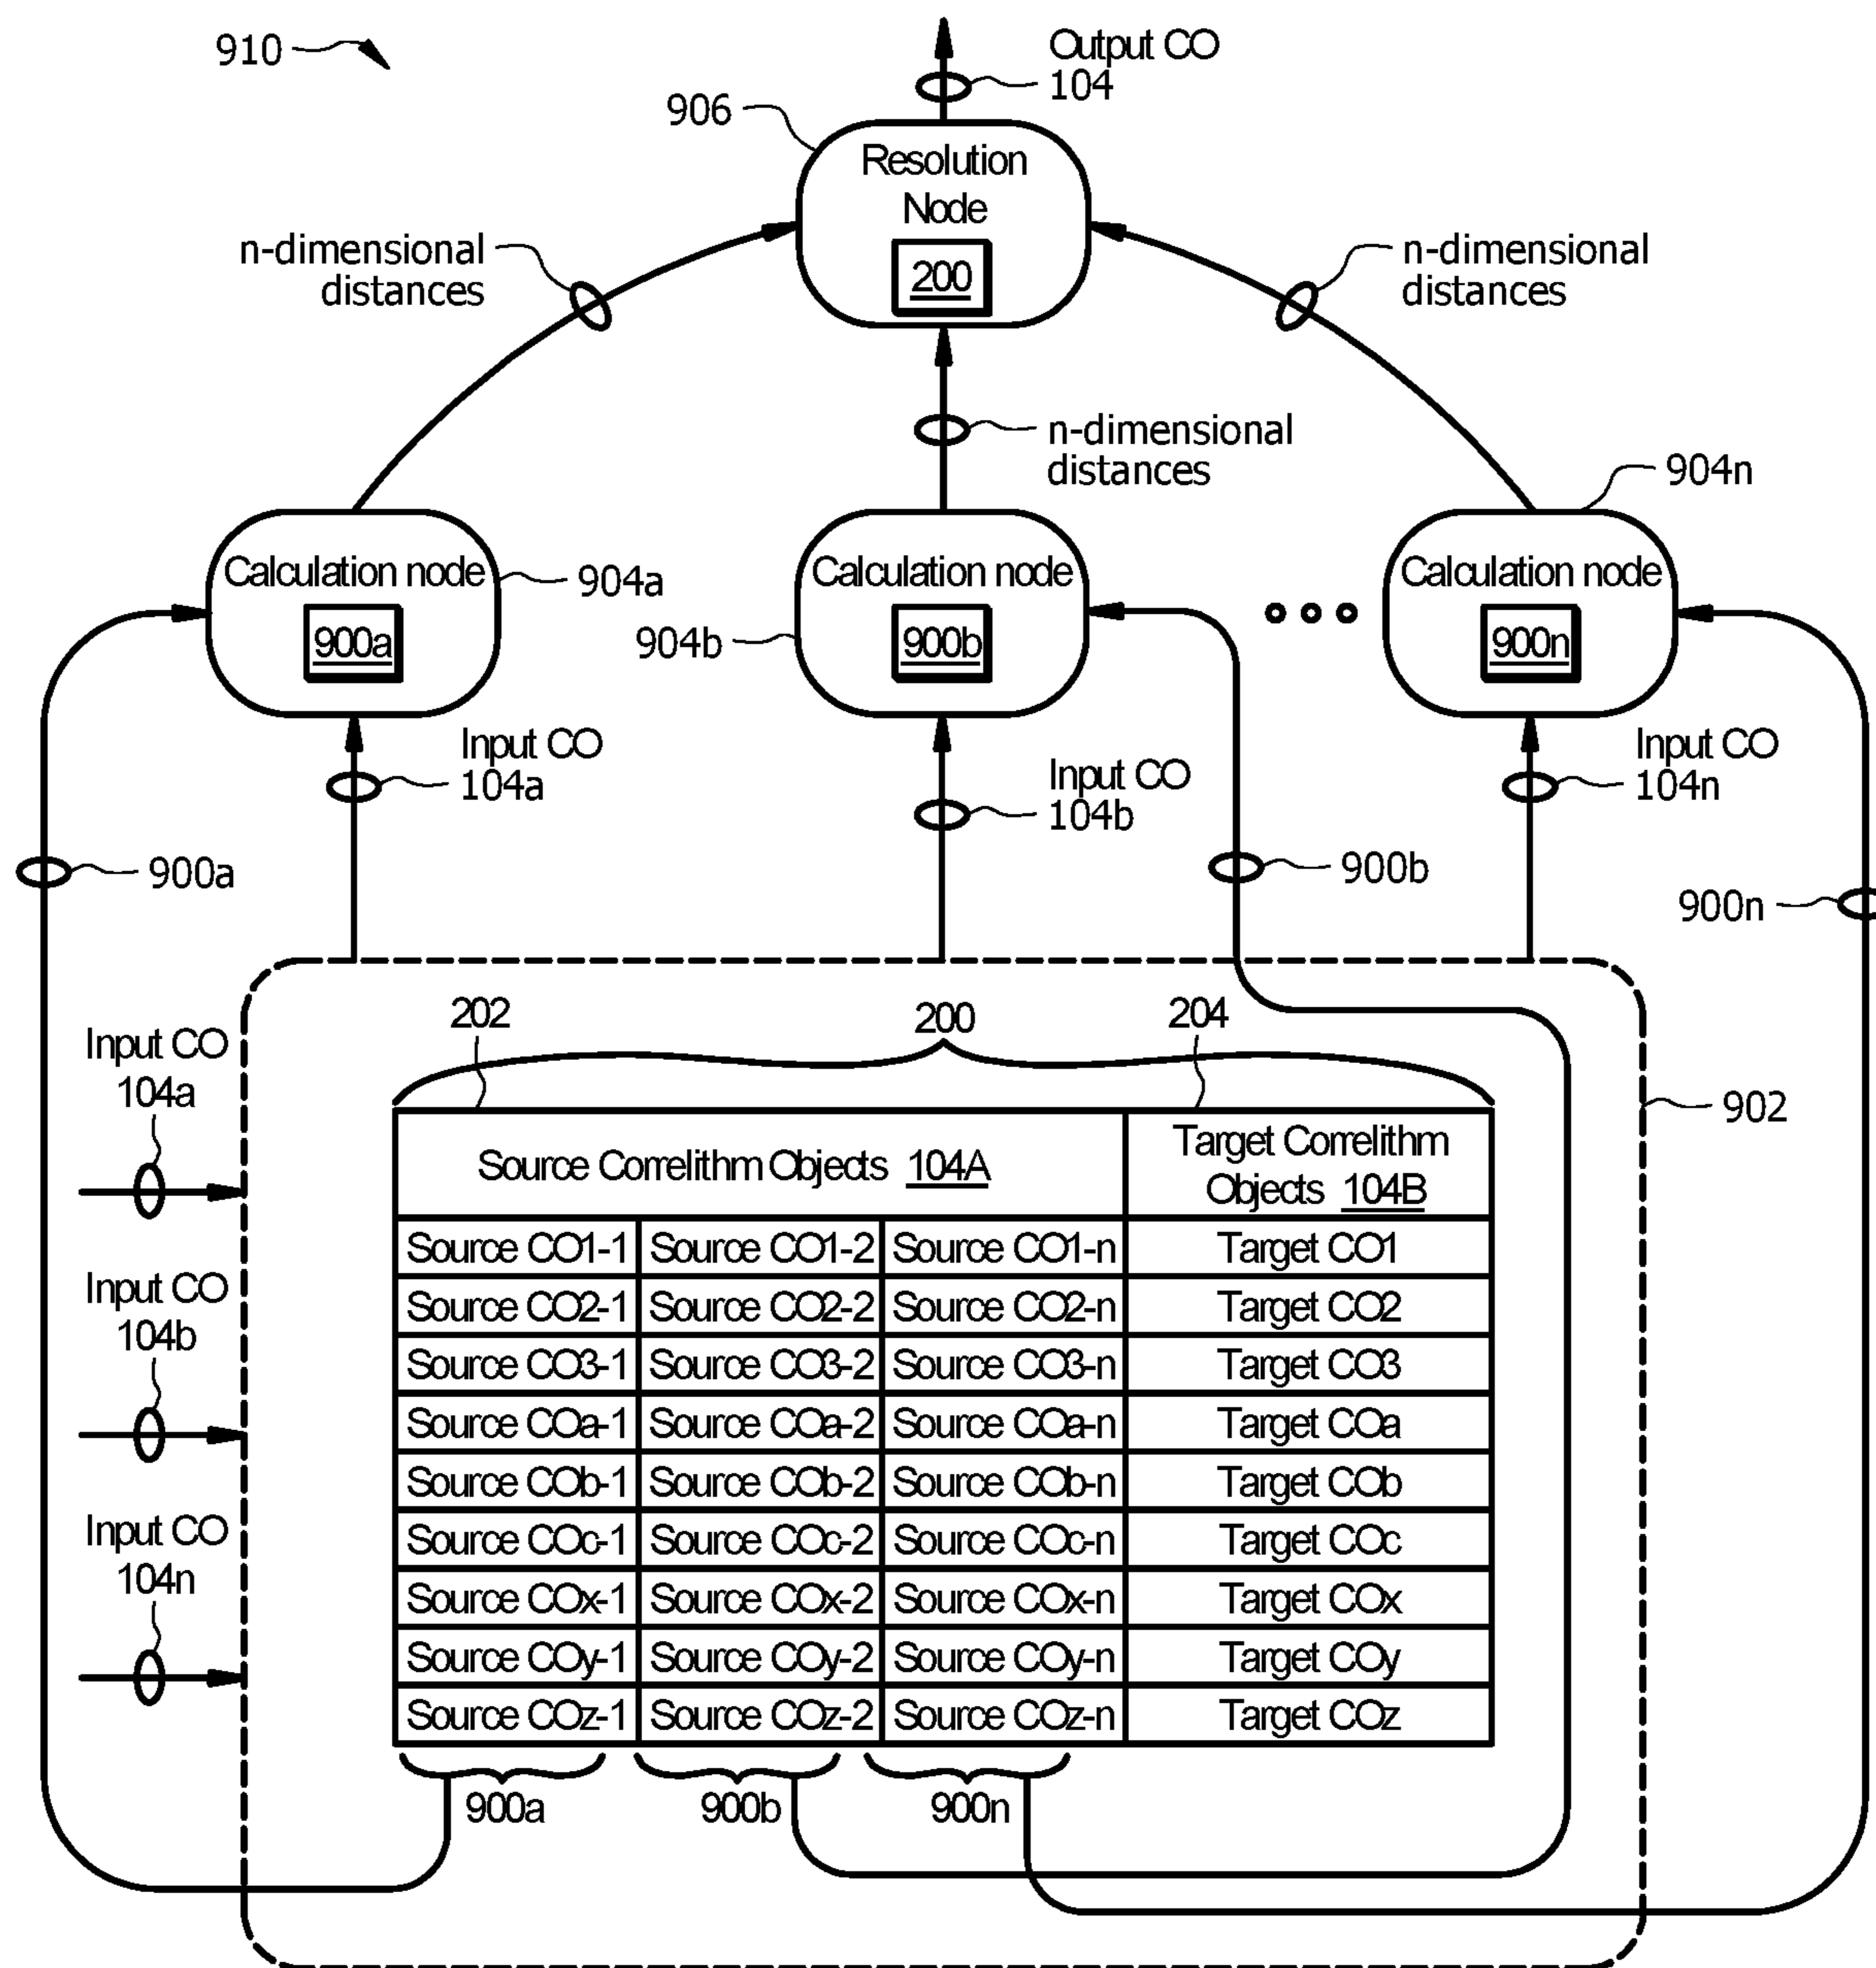 910
Output CO
104
906
Resolution
Node
200
n-dimensional
distances
n-dimensional
distances
n-dimensional
distances
904n
Calculation node
900a
904a
Calculation node
900b
904b
Calculation node
900n
Input CO
104a
Input CO
104b
Input CO
104n
900a
900b
900n
202
200
204
902
Input CO
104a
Input CO
104b
Input CO
104n
Source Correlithm Objects 104A
Target Correlithm
Objects 104B
Source CO1-1 Source CO1-2 Source CO1-n Target CO1
Source CO2-1 Source CO2-2 Source CO2-n Target CO2
Source CO3-1 Source CO3-2 Source CO3-n Target CO3
Source COa-1 Source COa-2 Source COa-n Target COa
Source COb-1 Source COb-2 Source COb-n Target COb
Source COc-1 Source COc-2 Source COc-n Target COc
Source COx-1 Source COx-2 Source COx-n Target COx
Source COy-1 Source COy-2 Source COy-n Target COy
Source COz-1 Source COz-2 Source COz-n Target COz
900a 900b 900n